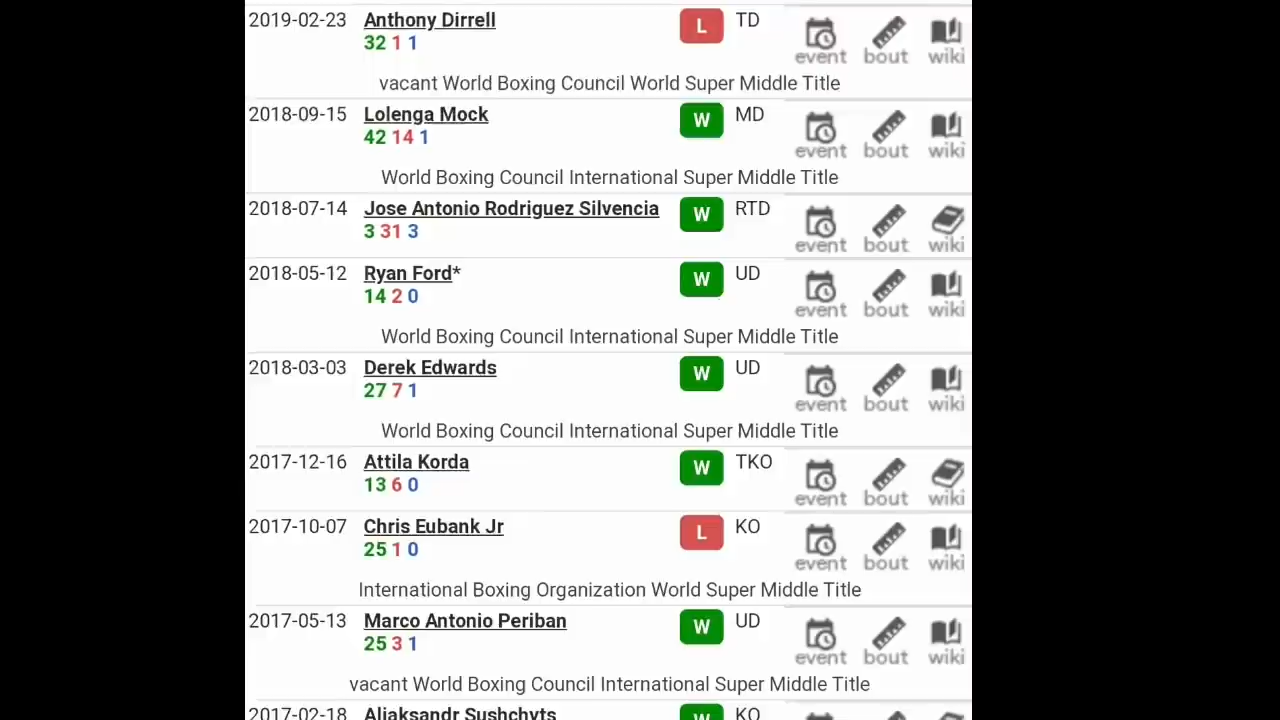 2019-02-23 Anthony Dirrell L TD
32 1 1 event bout wiki
vacant World Boxing Council World Super Middle Title
2018-09-15 Lolenga Mock W MD
42 14 1 event bout wiki
World Boxing Council International Super Middle Title
2018-07-14 Jose Antonio Rodriguez Silvencia W RTD
3 31 3 event bout wiki
2018-05-12 Ryan Ford* W UD
14 2 0 event bout wiki
World Boxing Council International Super Middle Title
2018-03-03 Derek Edwards W UD
27 7 1 event bout wiki
World Boxing Council International Super Middle Title
2017-12-16 Attila Korda W TKO
13 6 0 event bout wiki
2017-10-07 Chris Eubank Jr L KO
25 1 0 event bout wiki
International Boxing Organization World Super Middle Title
2017-05-13 Marco Antonio Periban W UD
25 3 1 event bout wiki
vacant World Boxing Council International Super Middle Title
2017-02-18 Aliaksandr Sushchyts W KO